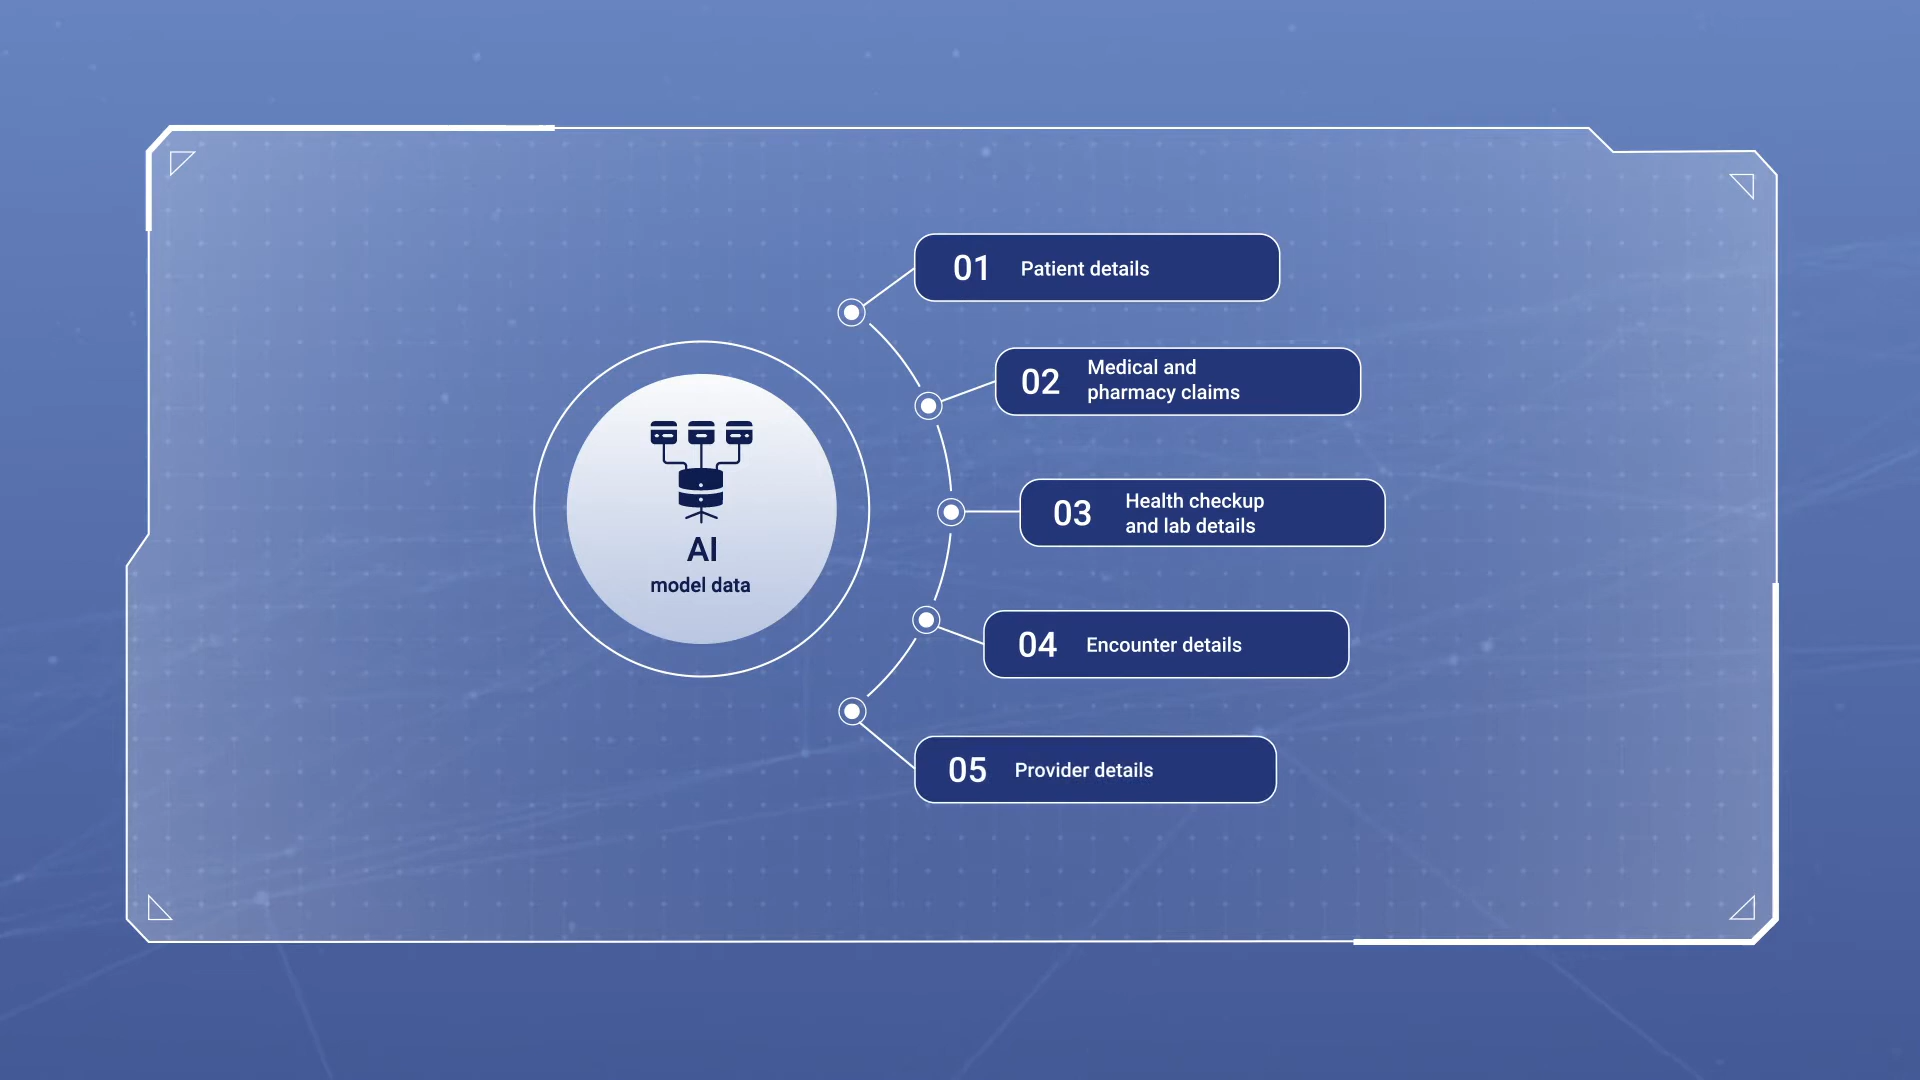 01 Patient details
02 Medical and
pharmacy claims
03 Health checkup
and lab details
AI
model data
04 Encounter details
05 Provider details